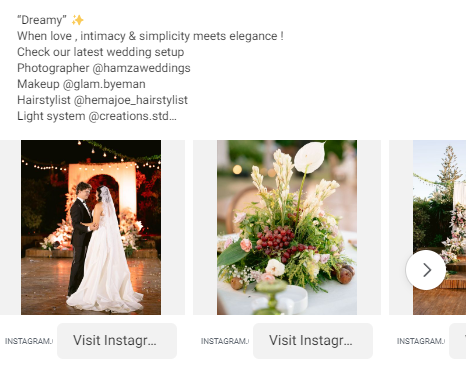 “Dreamy” ✨
When love , intimacy & simplicity meets elegance !
Check our latest wedding setup
Photographer @hamzaweddings
Makeup @glam.byeman
Hairstylist @hemajoe_hairstylist
Light system @creations.std...
INSTAGRAM.( Visit Instagr... INSTAGRAM.( Visit Instagr... INSTAGRAM.(